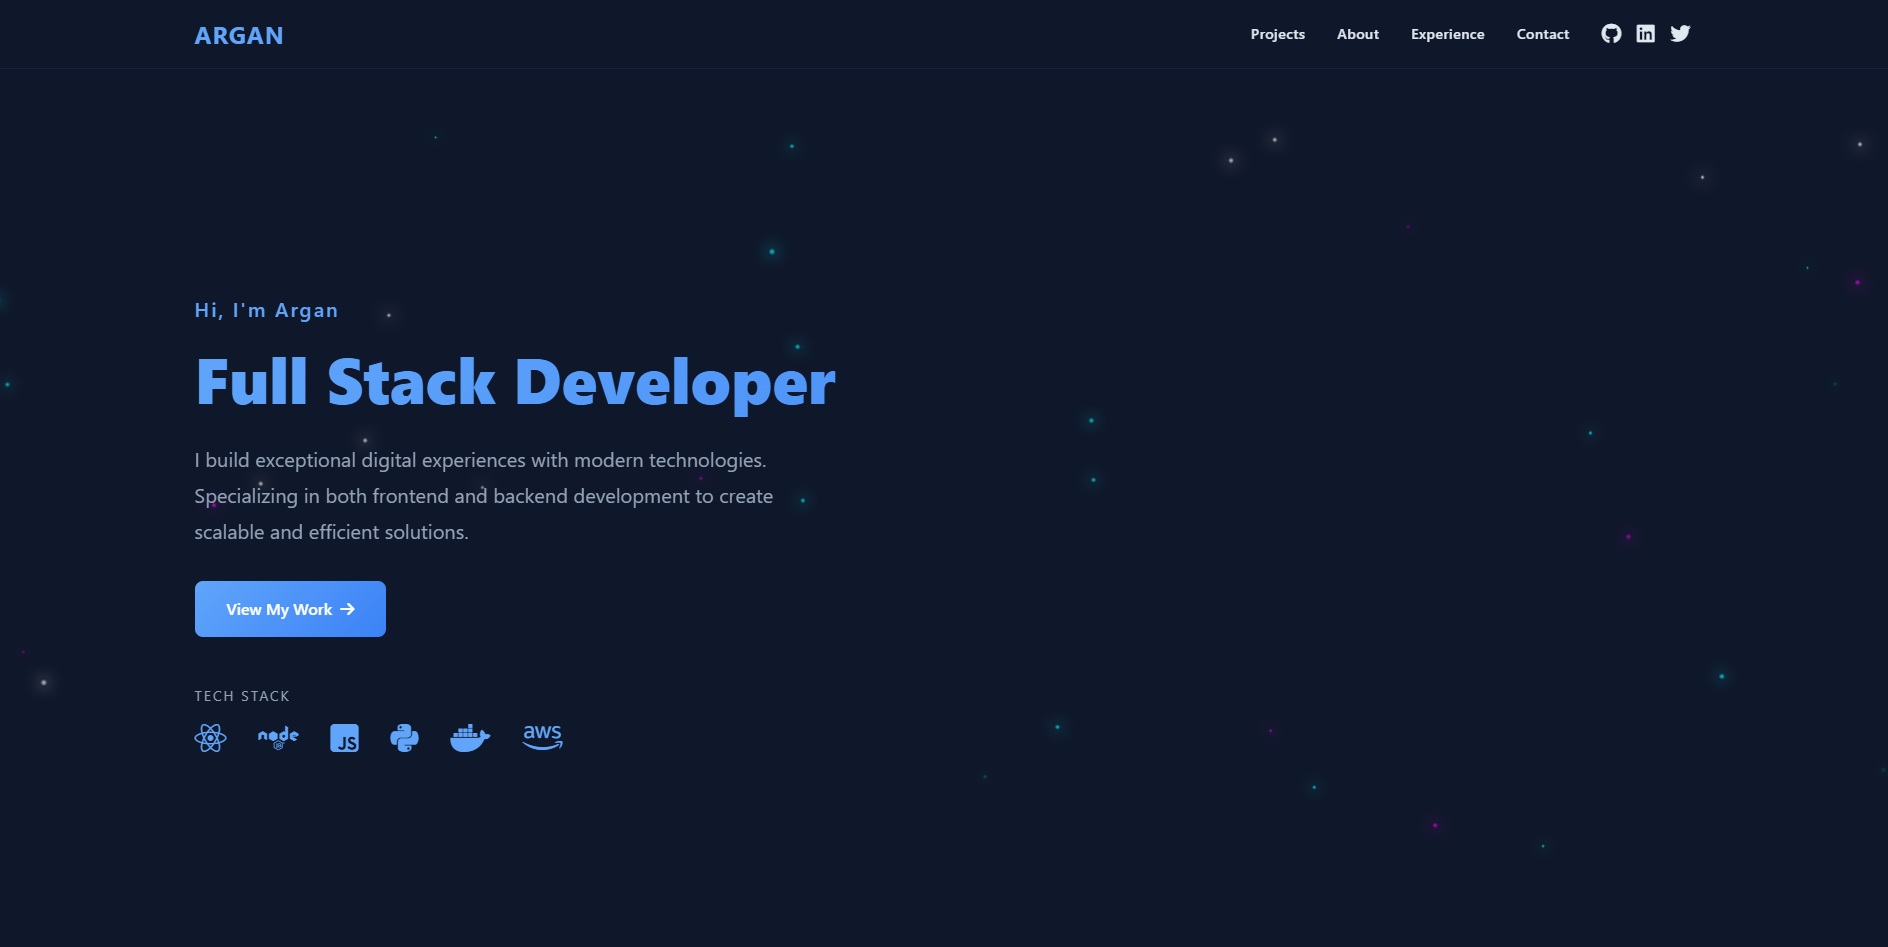 ARGAN
Projects About Experience Contact
Hi, I'm Argan
Full Stack Developer
I build exceptional digital experiences with modern technologies.
Specializing in both frontend and backend development to create
scalable and efficient solutions.
View My Work →
TECH STACK
node JS JS aws